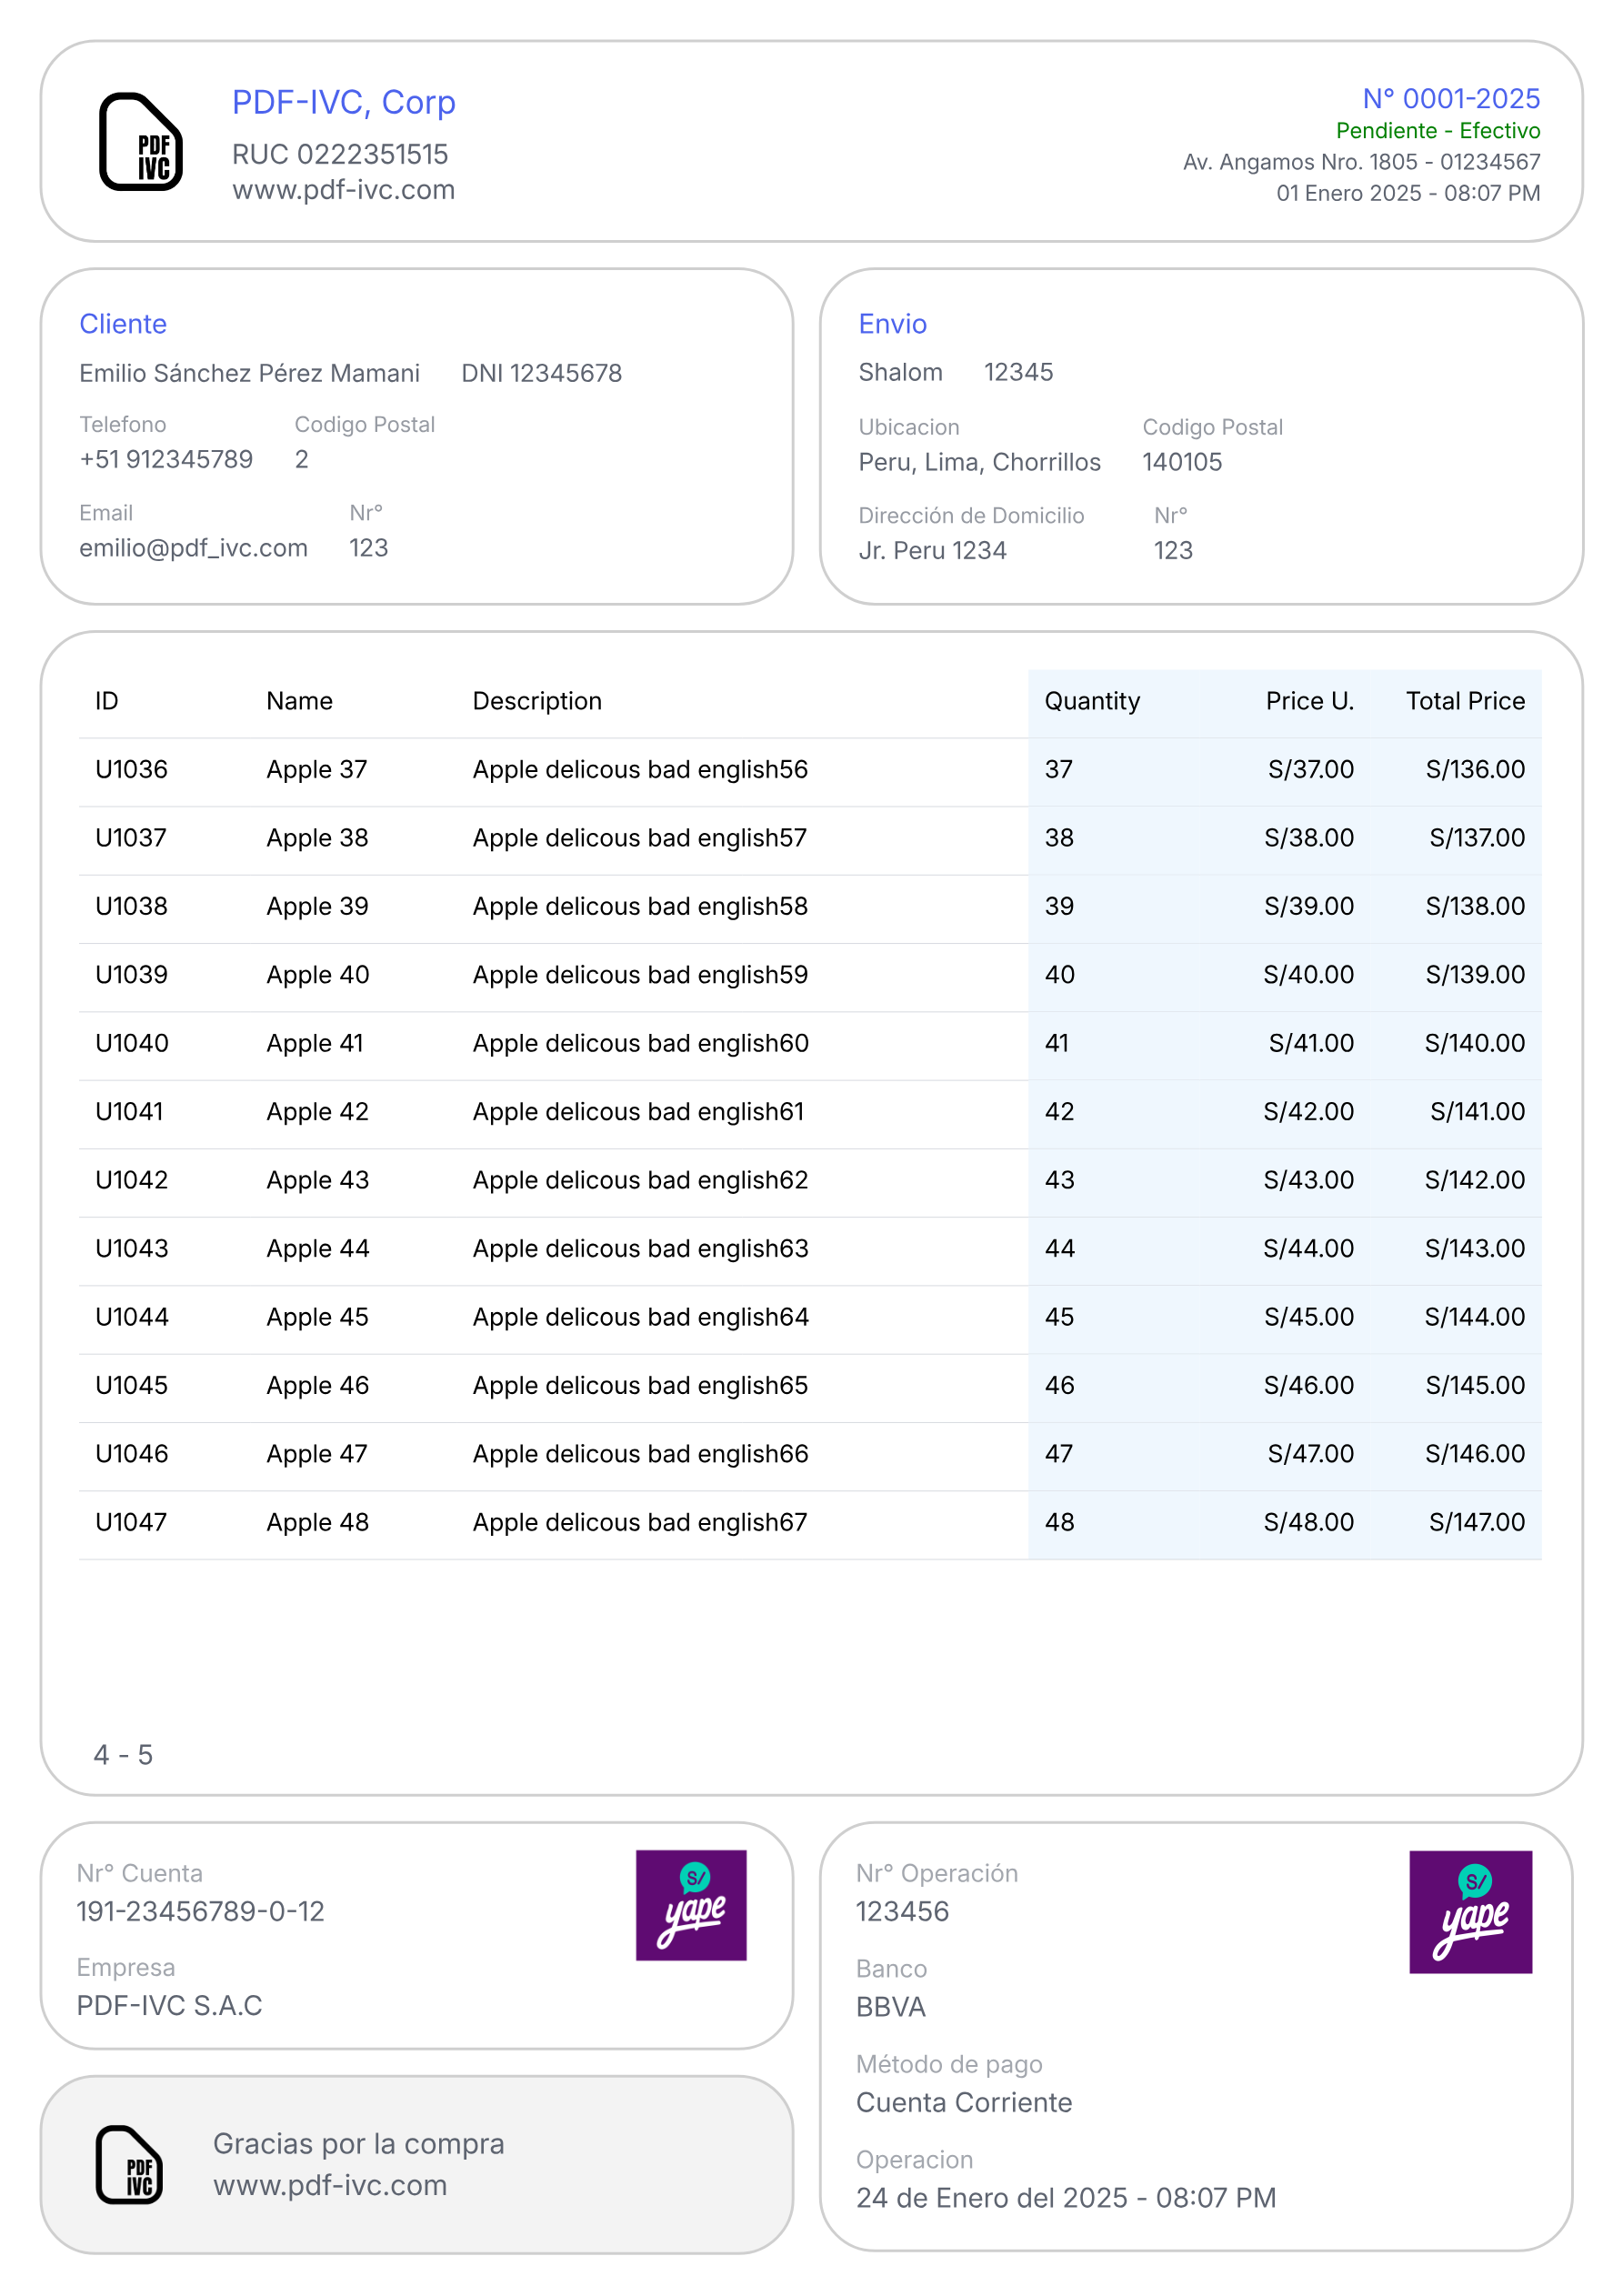 PDF
IVC
PDF-IVC, Corp
RUC 0222351515
www.pdf-ivc.com
N° 0001-2025
Pendiente - Efectivo
Av. Angamos Nro. 1805 - 01234567
01 Enero 2025 - 08:07 PM
Cliente
Emilio Sánchez Pérez Mamani DNI 12345678
Telefono Codigo Postal
+51 912345789 2
Email Nr°
emilio@pdf_ivc.com 123
Envio
Shalom 12345
Ubicacion Codigo Postal
Peru, Lima, Chorrillos 140105
Dirección de Domicilio Nr°
Jr. Peru 1234 123
ID Name Description Quantity Price U. Total Price
U1036 Apple 37 Apple delicous bad english56 37 S/37.00 S/136.00
U1037 Apple 38 Apple delicous bad english57 38 S/38.00 S/137.00
U1038 Apple 39 Apple delicous bad english58 39 S/39.00 S/138.00
U1039 Apple 40 Apple delicous bad english59 40 S/40.00 S/139.00
U1040 Apple 41 Apple delicous bad english60 41 S/41.00 S/140.00
U1041 Apple 42 Apple delicous bad english61 42 S/42.00 S/141.00
U1042 Apple 43 Apple delicous bad english62 43 S/43.00 S/142.00
U1043 Apple 44 Apple delicous bad english63 44 S/44.00 S/143.00
U1044 Apple 45 Apple delicous bad english64 45 S/45.00 S/144.00
U1045 Apple 46 Apple delicous bad english65 46 S/46.00 S/145.00
U1046 Apple 47 Apple delicous bad english66 47 S/47.00 S/146.00
U1047 Apple 48 Apple delicous bad english67 48 S/48.00 S/147.00
4 - 5
Nr° Cuenta
191-23456789-0-12
Empresa
PDF-IVC S.A.C
S/
yape
PDF
IVC
Gracias por la compra
www.pdf-ivc.com
Nr° Operación
123456
Banco
BBVA
Método de pago
Cuenta Corriente
Operacion
24 de Enero del 2025 - 08:07 PM
S/
yape